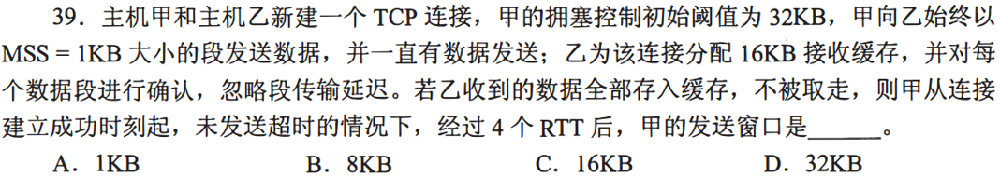 39．主机甲和主机乙新建一个 TCP 连接，甲的拥塞控制初始阈值为 32KB，甲向乙始终以
MSS = 1KB 大小的段发送数据，并一直有数据发送；乙为该连接分配 16KB 接收缓存，并对每
个数据段进行确认，忽略段传输延迟。若乙收到的数据全部存入缓存，不被取走，则甲从连接
建立成功时刻起，未发送超时的情况下，经过 4 个 RTT 后，甲的发送窗口是______。
A．1KB B．8KB C．16KB D．32KB